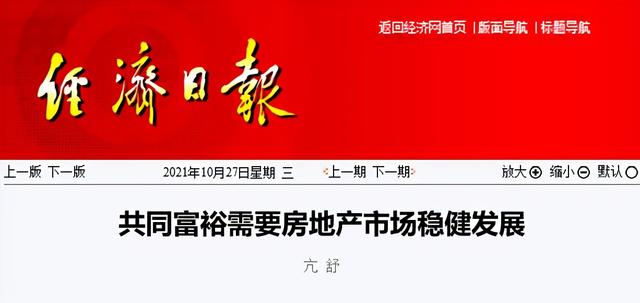 返回经济网首页 | 版面导航 | 标题导航
經濟日報
上一版 下一版 2021年10月27日星期 三 上一期 下一期 放大 缩小 默认
共同富裕需要房地产市场稳健发展
亢 舒